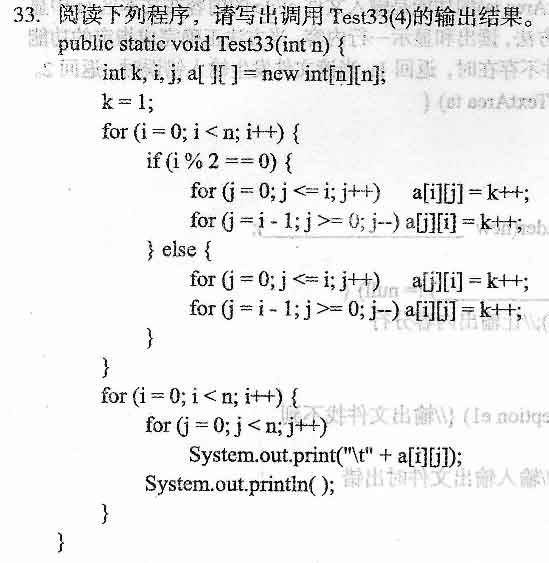 33. 阅读下列程序，请写出调用 Test33(4)的输出结果。
public static void Test33(int n) {
int k, i, j, a[ ][ ] = new int[n][n];
k = 1;
for (i = 0; i < n; i++) {
if (i % 2 == 0) {
for (j = 0; j <= i; j++) a[i][j] = k++;
for (j = i - 1; j >= 0; j--) a[j][i] = k++;
} else {
for (j = 0; j <= i; j++) a[j][i] = k++;
for (j = i - 1; j >= 0; j--) a[i][j] = k++;
}
}
for (i = 0; i < n; i++) {
for (j = 0; j < n; j++)
System.out.print("\t" + a[i][j]);
System.out.println( );
}
}